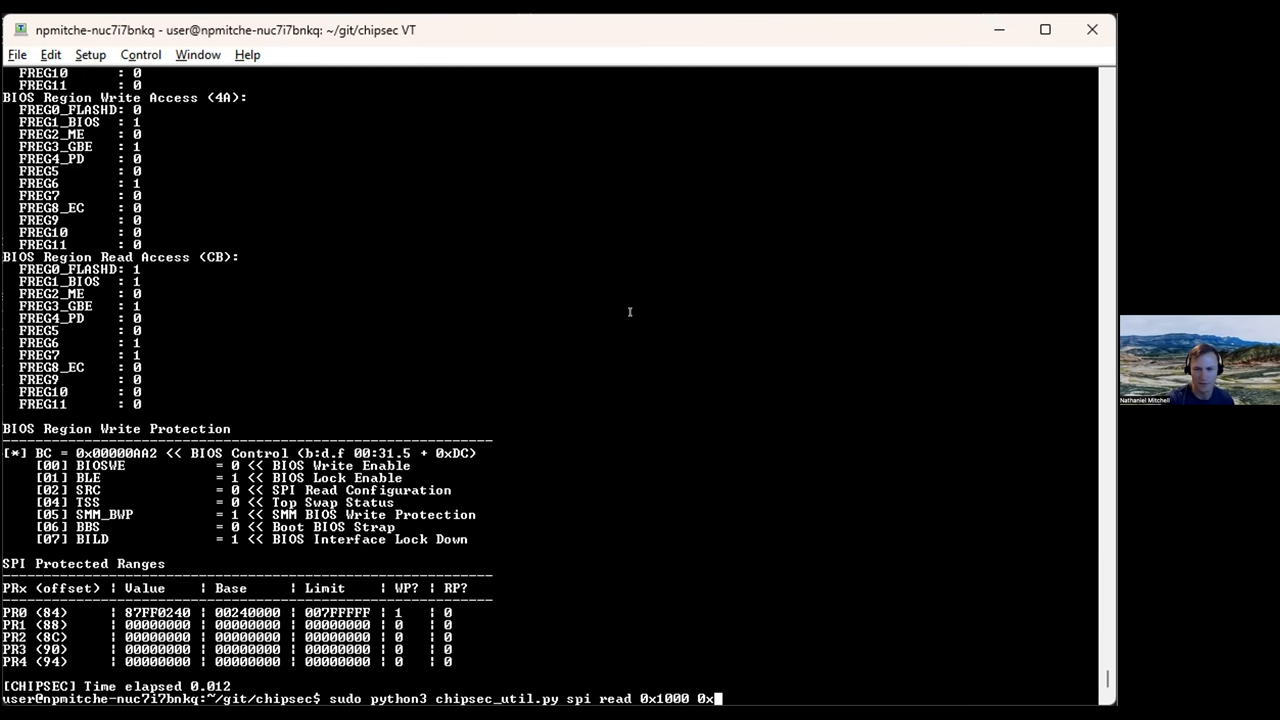 npmitche-nuc7i7bnkq - user@npmitche-nuc7i7bnkq: ~/git/chipsec VT
File Edit Setup Control Window Help
FREG10 : 0
FREG11 : 0
BIOS Region Write Access (4A):
FREG0_FLASHD: 0
FREG1_BIOS : 1
FREG2_ME : 0
FREG3_GBE : 1
FREG4_PD : 0
FREG5 : 0
FREG6 : 1
FREG7 : 0
FREG8_EC : 0
FREG9 : 0
FREG10 : 0
FREG11 : 0
BIOS Region Read Access (CB):
FREG0_FLASHD: 1
FREG1_BIOS : 1
FREG2_ME : 0
FREG3_GBE : 1
FREG4_PD : 0
FREG5 : 0
FREG6 : 1
FREG7 : 1
FREG8_EC : 0
FREG9 : 0
FREG10 : 0
FREG11 : 0
BIOS Region Write Protection
------------------------------------------------------------
[*] BC = 0x00000AA2 << BIOS Control (b:d.f 00:31.5 + 0xDC)
[00] BIOSWE = 0 << BIOS Write Enable
[01] BLE = 1 << BIOS Lock Enable
[02] SRC = 0 << SPI Read Configuration
[04] TSS = 0 << Top Swap Status
[05] SMM_BWP = 1 << SMM BIOS Write Protection
[06] BBS = 0 << Boot BIOS Strap
[07] BILD = 1 << BIOS Interface Lock Down
SPI Protected Ranges
------------------------------------------------------------
PRx (offset) | Value | Base | Limit | WP? | RP?
------------------------------------------------------------
PR0 (84) | 87FF0240 | 00240000 | 007FFFFF | 1 | 0
PR1 (88) | 00000000 | 00000000 | 00000000 | 0 | 0
PR2 (8C) | 00000000 | 00000000 | 00000000 | 0 | 0
PR3 (90) | 00000000 | 00000000 | 00000000 | 0 | 0
PR4 (94) | 00000000 | 00000000 | 00000000 | 0 | 0
[CHIPSEC] Time elapsed 0.012
user@npmitche-nuc7i7bnkq:~/git/chipsec$ sudo python3 chipsec_util.py spi read 0x1000 0x
Nathaniel Mitchell